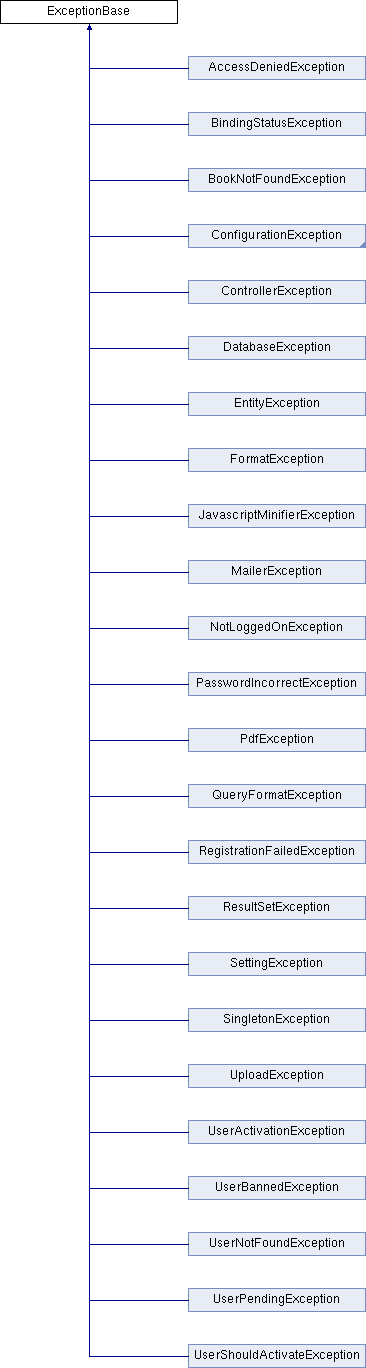 ExceptionBase
AccessDeniedException
BindingStatusException
BookNotFoundException
ConfigurationException
ControllerException
DatabaseException
EntityException
FormatException
JavascriptMinifierException
MailerException
NotLoggedOnException
PasswordIncorrectException
PdfException
QueryFormatException
RegistrationFailedException
ResultSetException
SettingException
SingletonException
UploadException
UserActivationException
UserBannedException
UserNotFoundException
UserPendingException
UserShouldActivateException